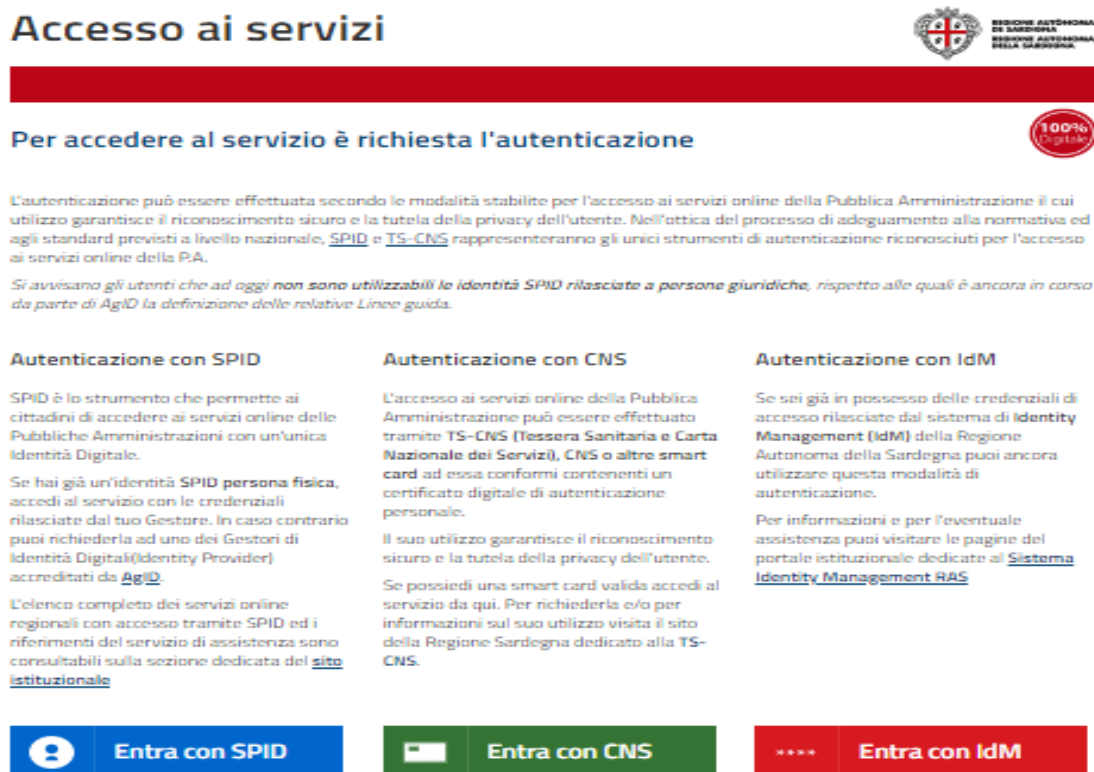 Accesso ai servizi
REGIONE AUTÒNOMA
DE SARDIGNA
REGIONE AUTONOMA
DELLA SARDEGNA
Per accedere al servizio è richiesta l'autenticazione
100%
Digitale
L'autenticazione può essere effettuata secondo le modalità stabilite per l'accesso ai servizi online della Pubblica Amministrazione il cui
utilizzo garantisce il riconoscimento sicuro e la tutela della privacy dell'utente. Nell'ottica del processo di adeguamento alla normativa ed
agli standard previsti a livello nazionale, SPID e TS-CNS rappresenteranno gli unici strumenti di autenticazione riconosciuti per l'accesso
ai servizi online della P.A.
Si avvisano gli utenti che ad oggi non sono utilizzabili le identità SPID rilasciate a persone giuridiche, rispetto alle quali è ancora in corso
da parte di AgID la definizione delle relative Linee guida.
Autenticazione con SPID
SPID è lo strumento che permette ai
cittadini di accedere ai servizi online delle
Pubbliche Amministrazioni con un'unica
Identità Digitale.
Se hai già un'identità SPID persona fisica,
accedi al servizio con le credenziali
rilasciate dal tuo Gestore. In caso contrario
puoi richiederla ad uno dei Gestori di
Identità Digitali(Identity Provider)
accreditati da AgID.
L'elenco completo dei servizi online
regionali con accesso tramite SPID ed i
riferimenti del servizio di assistenza sono
consultabili sulla sezione dedicata del sito
istituzionale
Entra con SPID
Autenticazione con CNS
L'accesso ai servizi online della Pubblica
Amministrazione può essere effettuato
tramite TS-CNS (Tessera Sanitaria e Carta
Nazionale dei Servizi), CNS o altre smart
card ad essa conformi contenenti un
certificato digitale di autenticazione
personale.
Il suo utilizzo garantisce il riconoscimento
sicuro e la tutela della privacy dell'utente.
Se possiedi una smart card valida accedi al
servizio da qui. Per richiederla e/o per
informazioni sul suo utilizzo visita il sito
della Regione Sardegna dedicato alla TS-
CNS.
Entra con CNS
Autenticazione con IdM
Se sei già in possesso delle credenziali di
accesso rilasciate dal sistema di Identity
Management (IdM) della Regione
Autonoma della Sardegna puoi ancora
utilizzare questa modalità di
autenticazione.
Per informazioni e per l'eventuale
assistenza puoi visitare le pagine del
portale istituzionale dedicate al Sistema
Identity Management RAS
**** Entra con IdM